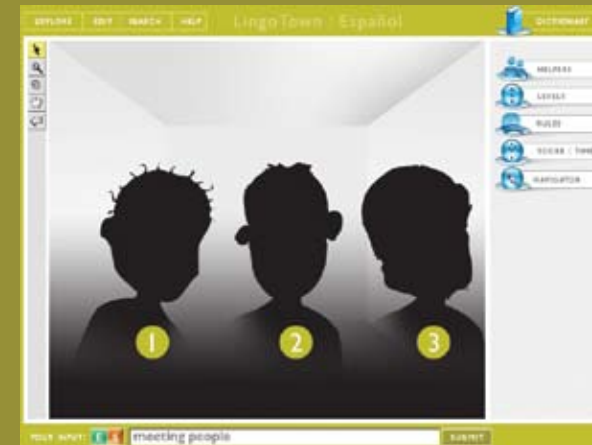 EXPLORE EDIT SEARCH HELP LingoTown : Español DICTIONARY
HELPERS
LEVELS
RULES
VOCAB : THEME
NAVIGATOR
1 2 3
YOUR INPUT: E S meeting people SUBMIT